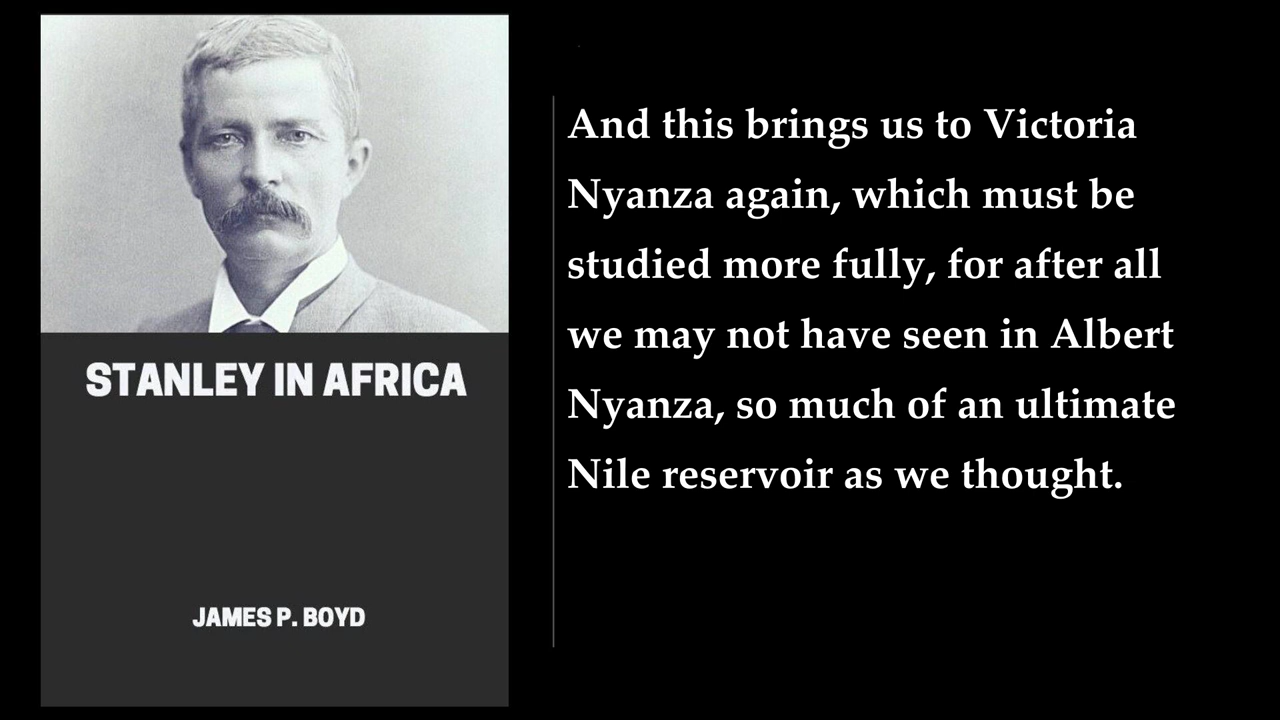 STANLEY IN AFRICA
JAMES P. BOYD
And this brings us to Victoria
Nyanza again, which must be
studied more fully, for after all
we may not have seen in Albert
Nyanza, so much of an ultimate
Nile reservoir as we thought.